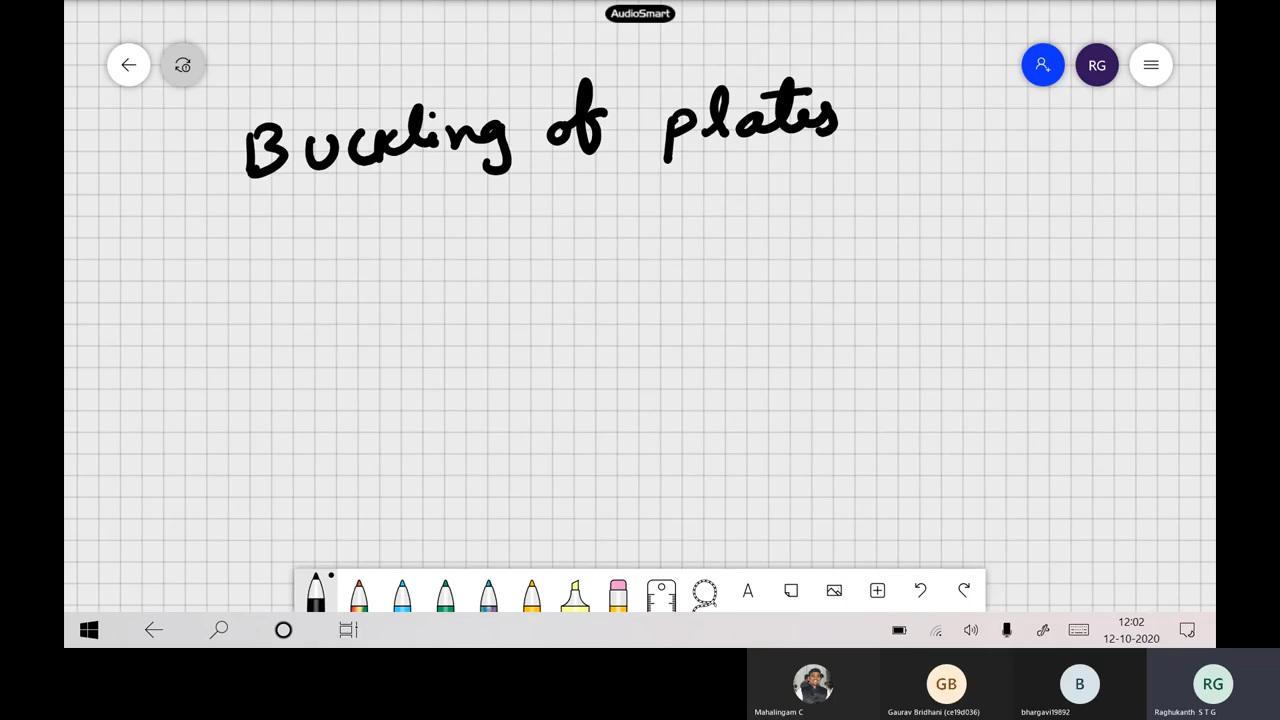 AudioSmart
RG
Buckling of plates
A
12:02
12-10-2020
GB
B
RG
Mahalingam C
Gaurav Bridhani (ce19d036)
bhargavi19892
Raghukanth S T G